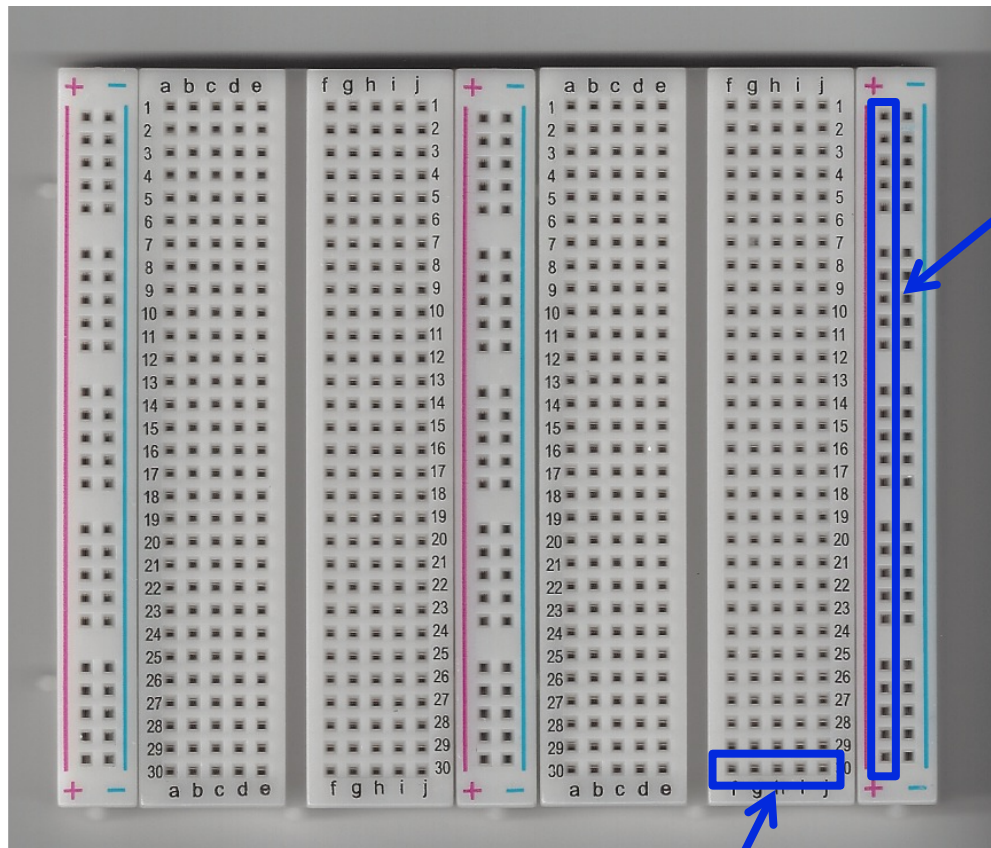 + − a b c d e f g h i j + − a b c d e f g h i j + −
1 1 1 1
2 2 2 2
3 3 3 3
4 4 4 4
5 5 5 5
6 6 6 6
7 7 7 7
8 8 8 8
9 9 9 9
10 10 10 10
11 11 11 11
12 12 12 12
13 13 13 13
14 14 14 14
15 15 15 15
16 16 16 16
17 17 17 17
18 18 18 18
19 19 19 19
20 20 20 20
21 21 21 21
22 22 22 22
23 23 23 23
24 24 24 24
25 25 25 25
26 26 26 26
27 27 27 27
28 28 28 28
29 29 29 29
30 30 30
+ − a b c d e f g h i j + − a b c d e f g h i j + −